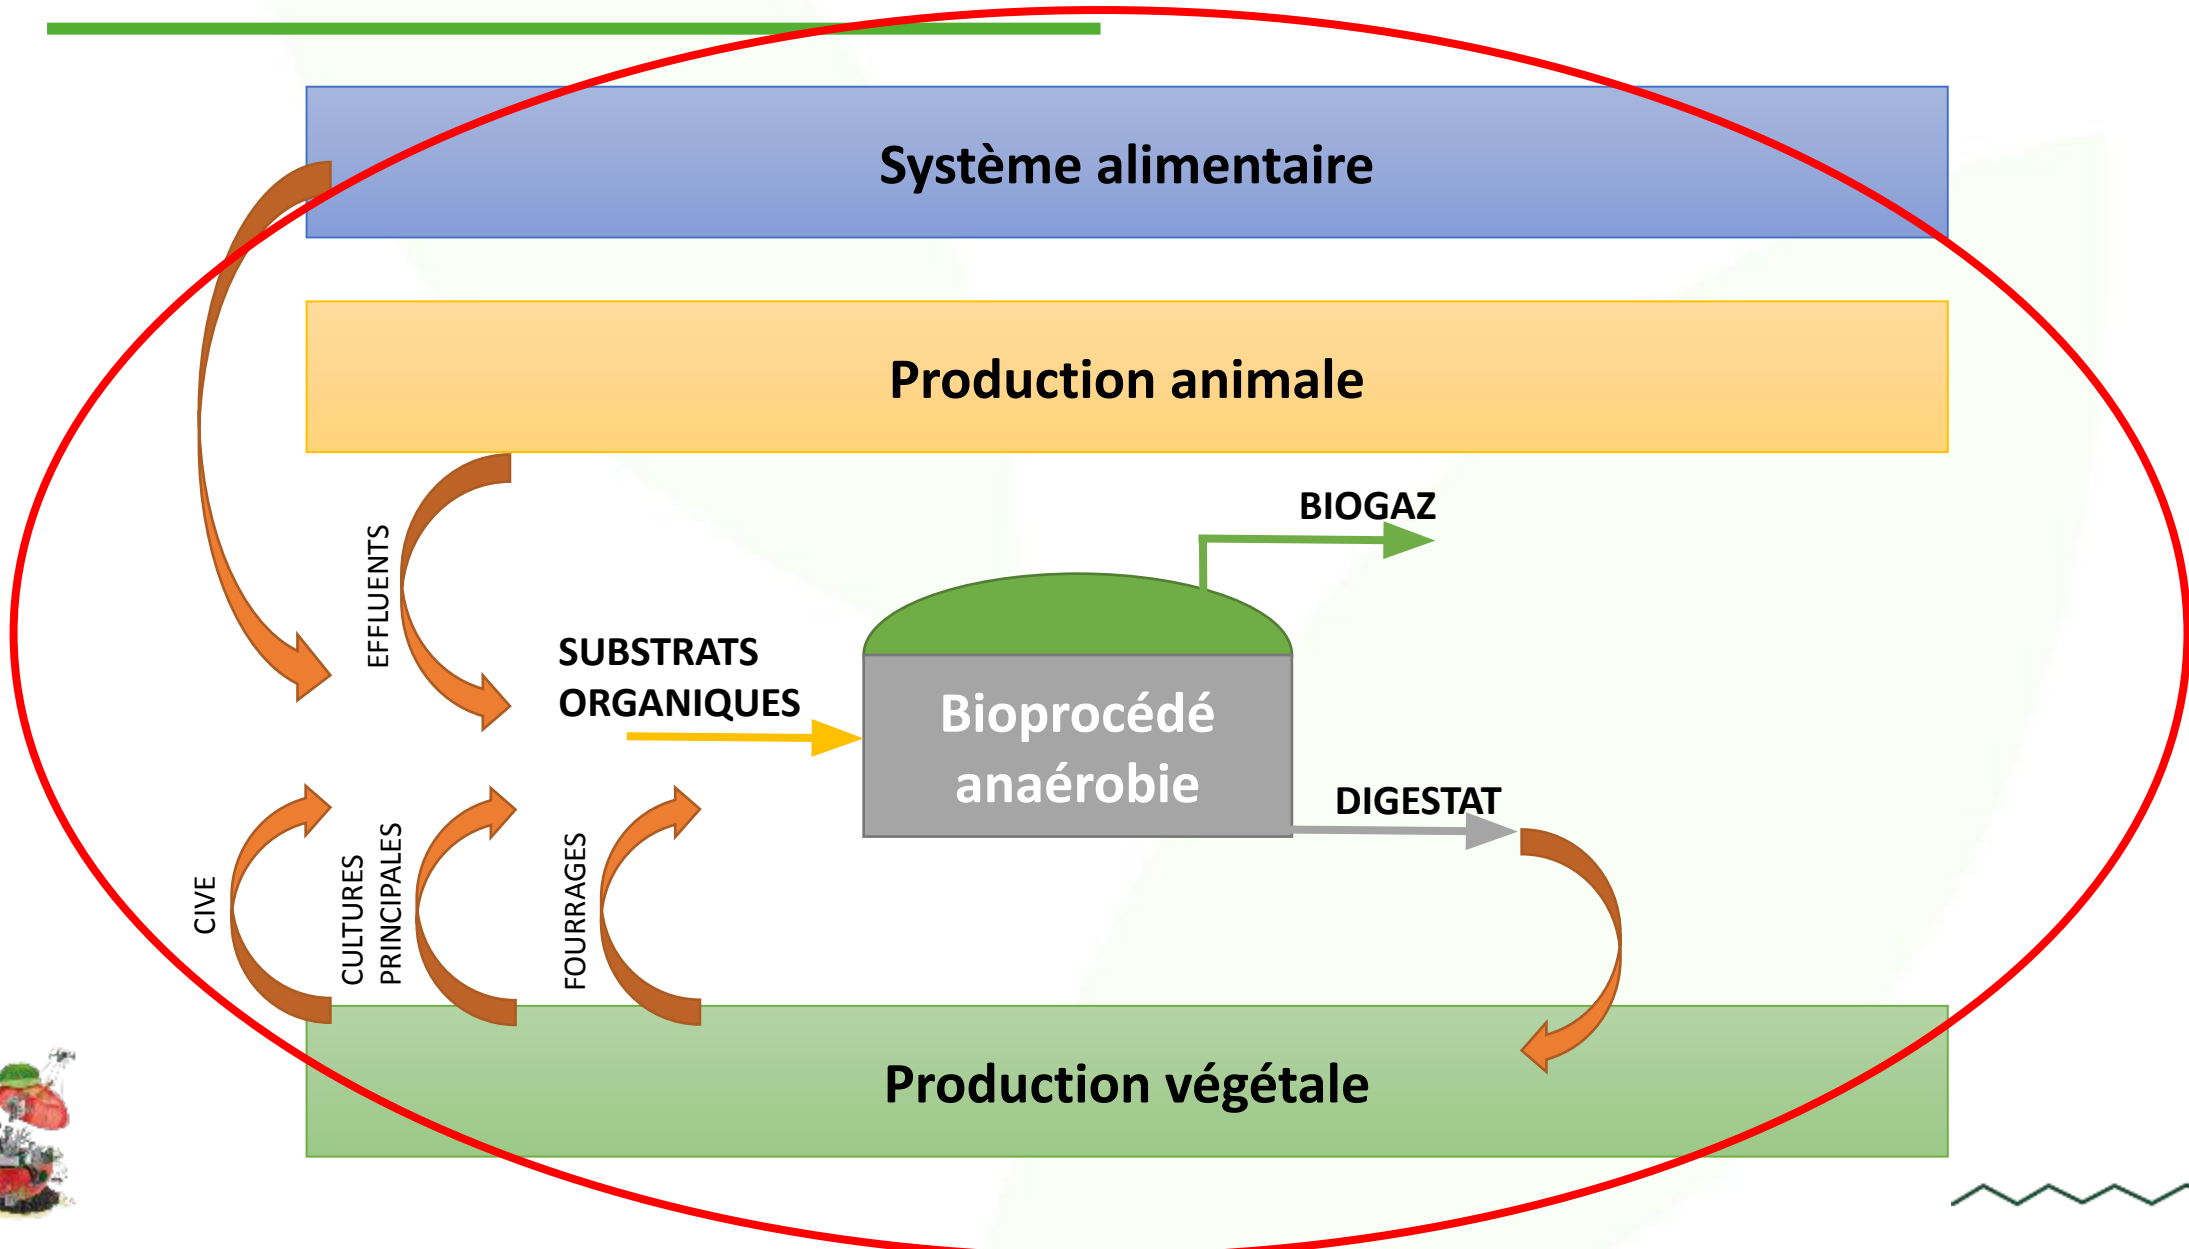 Système alimentaire
Production animale
BIOGAZ
EFFLUENTS
SUBSTRATS
ORGANIQUES
Bioprocédé
anaérobie
DIGESTAT
CIVE
CULTURES
PRINCIPALES
FOURRAGES
Production végétale